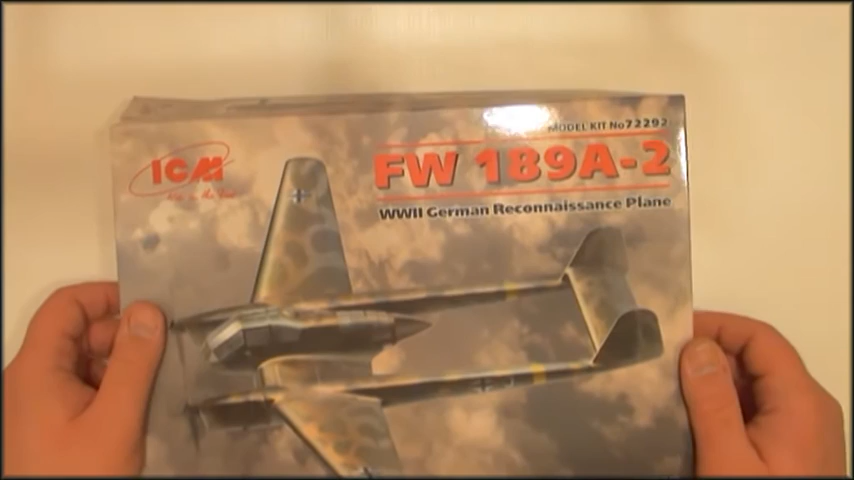 MODEL KIT No72292
ICM
FW 189A-2
WWII German Reconnaissance Plane